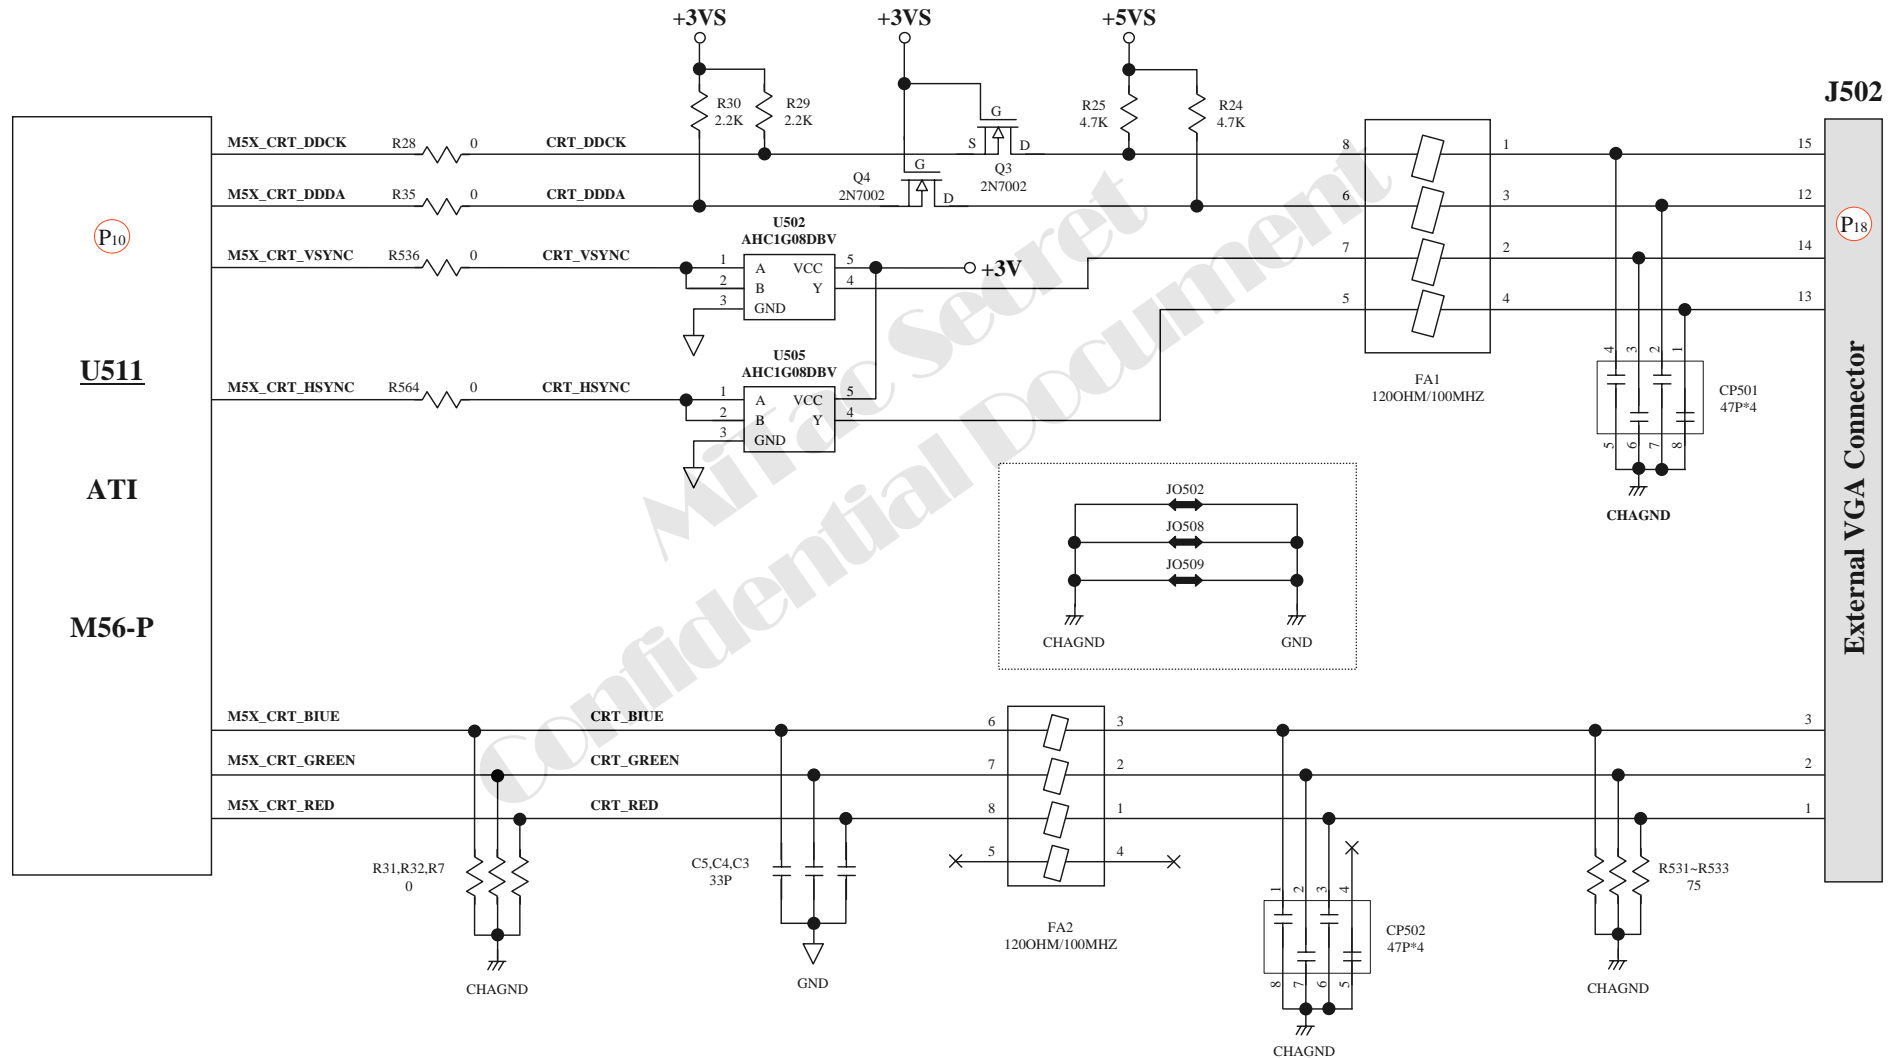 +3VS
+3VS
+5VS
J502
R30
2.2K
R29
2.2K
R25
4.7K
R24
4.7K
G
S
D
Q3
2N7002
G
D
Q4
2N7002
M5X_CRT_DDCK
R28
0
CRT_DDCK
8
1
15
M5X_CRT_DDDA
R35
0
CRT_DDDA
6
3
12
P10
P18
U502
AHC1G08DBV
M5X_CRT_VSYNC
R536
0
CRT_VSYNC
1
2
3
A
B
GND
VCC
Y
5
4
+3V
7
2
14
5
4
13
U511
ATI
M56-P
U505
AHC1G08DBV
M5X_CRT_HSYNC
R564
0
CRT_HSYNC
1
2
3
A
B
GND
VCC
Y
5
4
FA1
120OHM/100MHZ
4
3
2
1
CP501
47P*4
5
6
7
8
CHAGND
External VGA Connector
MiTac Secret
Confidential Document
JO502
JO508
JO509
CHAGND
GND
M5X_CRT_BIUE
CRT_BIUE
6
3
3
M5X_CRT_GREEN
CRT_GREEN
7
2
2
M5X_CRT_RED
CRT_RED
8
1
1
5
4
R31,R32,R7
0
CHAGND
C5,C4,C3
33P
GND
FA2
120OHM/100MHZ
1
2
3
4
CP502
47P*4
8
7
6
5
CHAGND
R531~R533
75
CHAGND